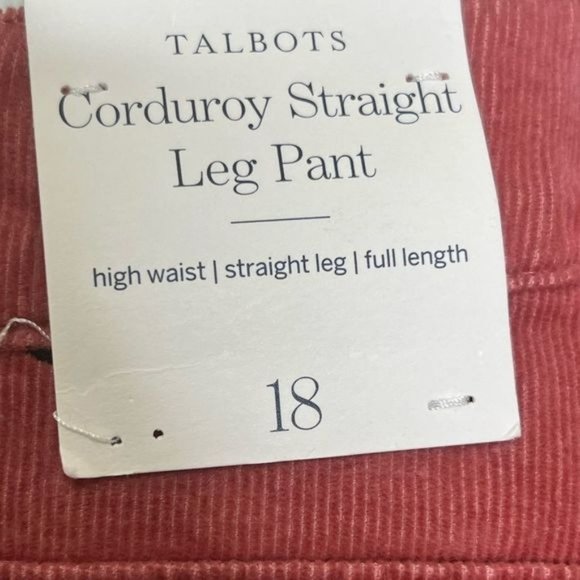 TALBOTS
Corduroy Straight
Leg Pant
high waist | straight leg | full length
18